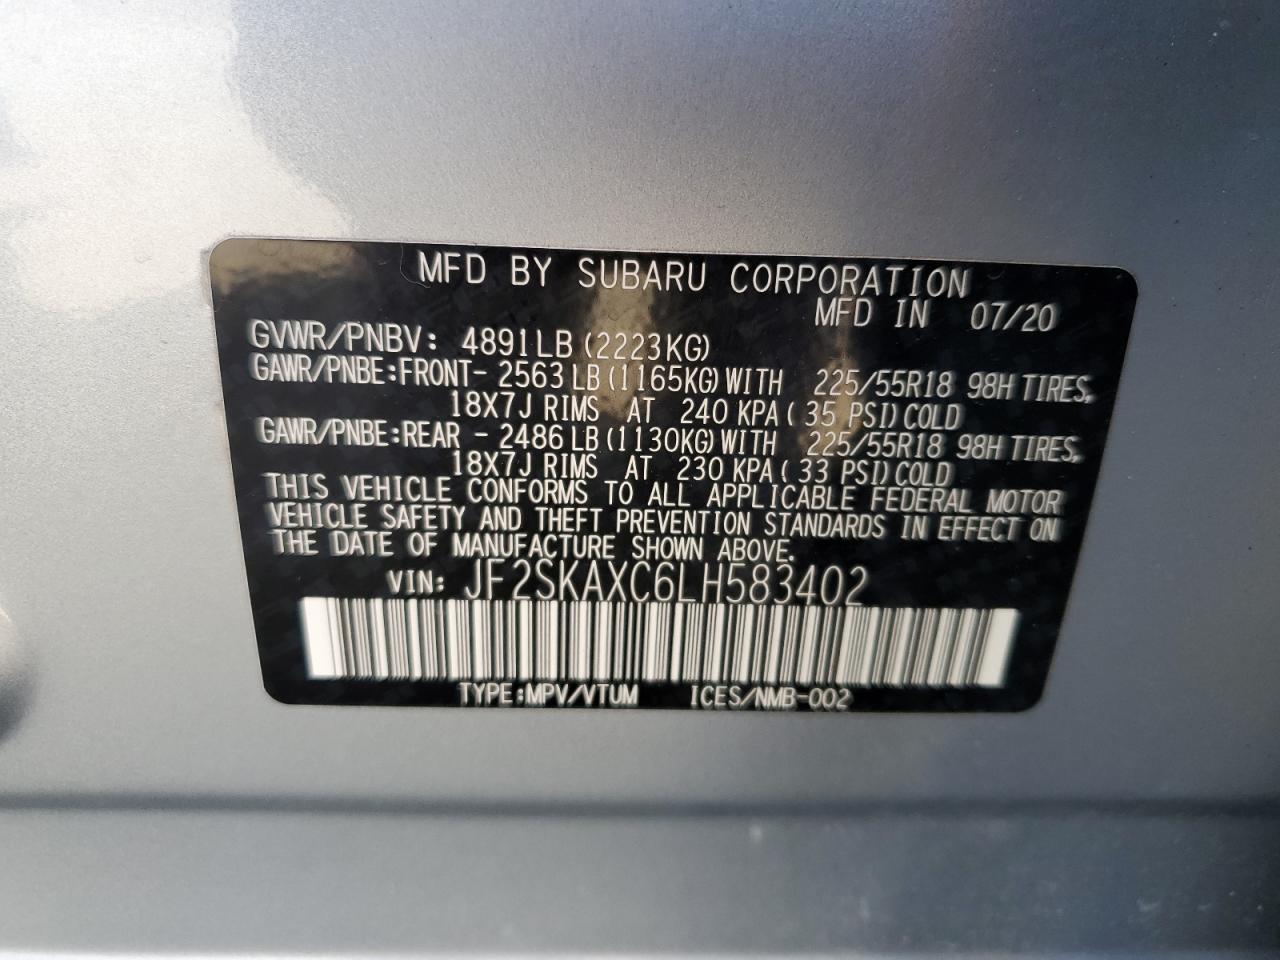 MFD BY SUBARU CORPORATION
MFD IN 07/20
GVWR/PNBV: 4891LB (2223KG)
GAWR/PNBE:FRONT- 2563 LB (1165KG) WITH 225/55R18 98H TIRES,
18X7J RIMS AT 240 KPA ( 35 PSI) COLD
GAWR/PNBE:REAR - 2486 LB (1130KG) WITH 225/55R18 98H TIRES,
18X7J RIMS AT 230 KPA ( 33 PSI) COLD
THIS VEHICLE CONFORMS TO ALL APPLICABLE FEDERAL MOTOR
VEHICLE SAFETY AND THEFT PREVENTION STANDARDS IN EFFECT ON
THE DATE OF MANUFACTURE SHOWN ABOVE.
VIN: JF2SKAXC6LH583402
TYPE:MPV/VTUM ICES/NMB-002